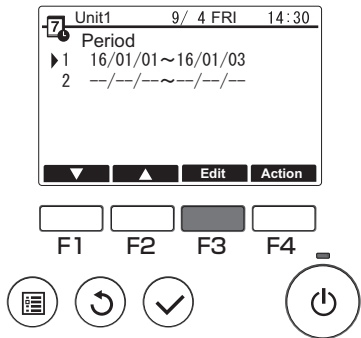 7 Unit1 9/ 4 FRI 14:30
Period
1 16/01/01～16/01/03
2 --/--/--～--/--/--
▼ ▲ Edit Action
F1 F2 F3 F4